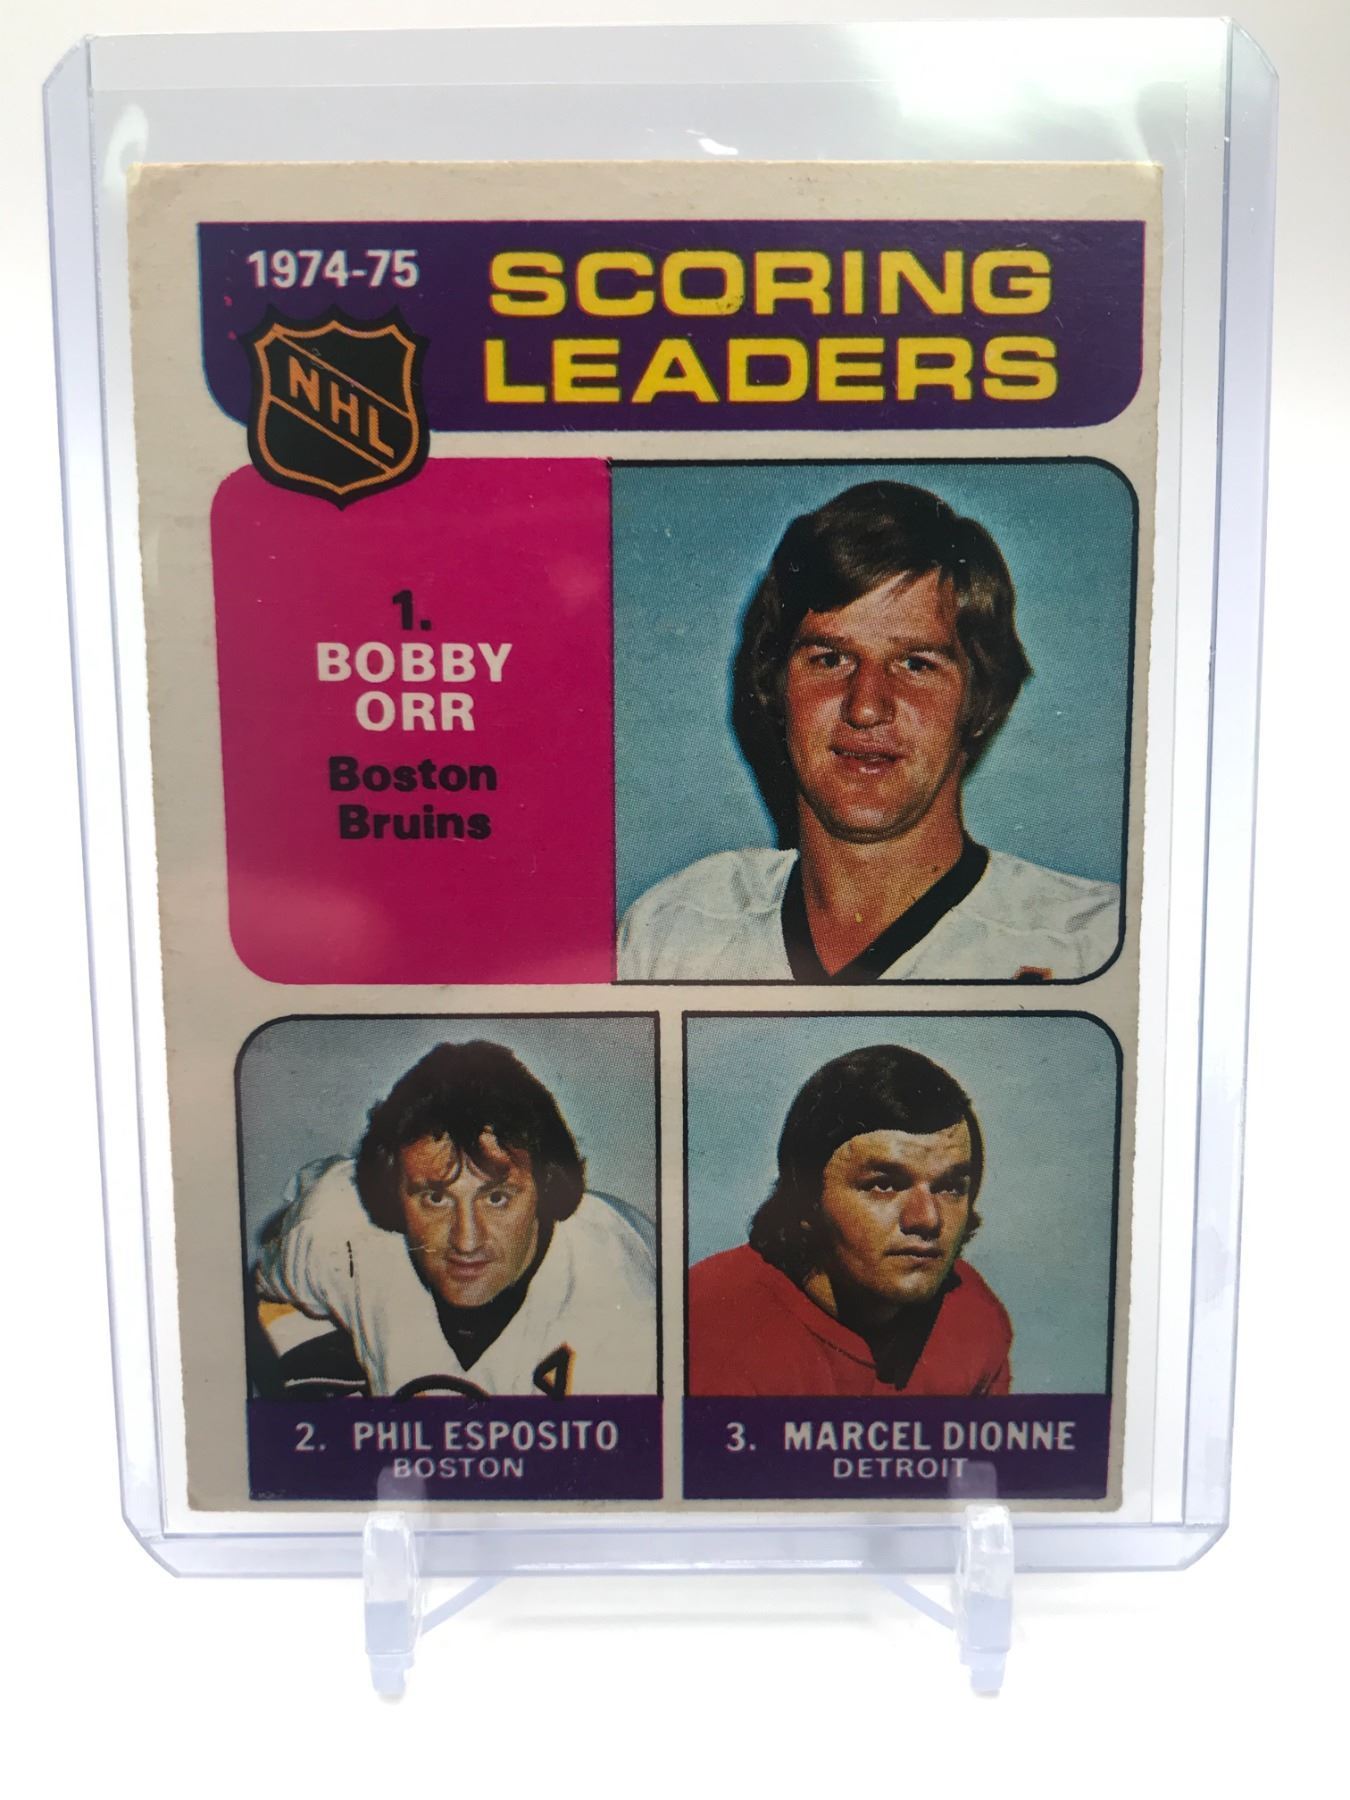 1974-75
SCORING
LEADERS
NHL
1.
BOBBY
ORR
Boston
Bruins
2. PHIL ESPOSITO
BOSTON
3. MARCEL DIONNE
DETROIT